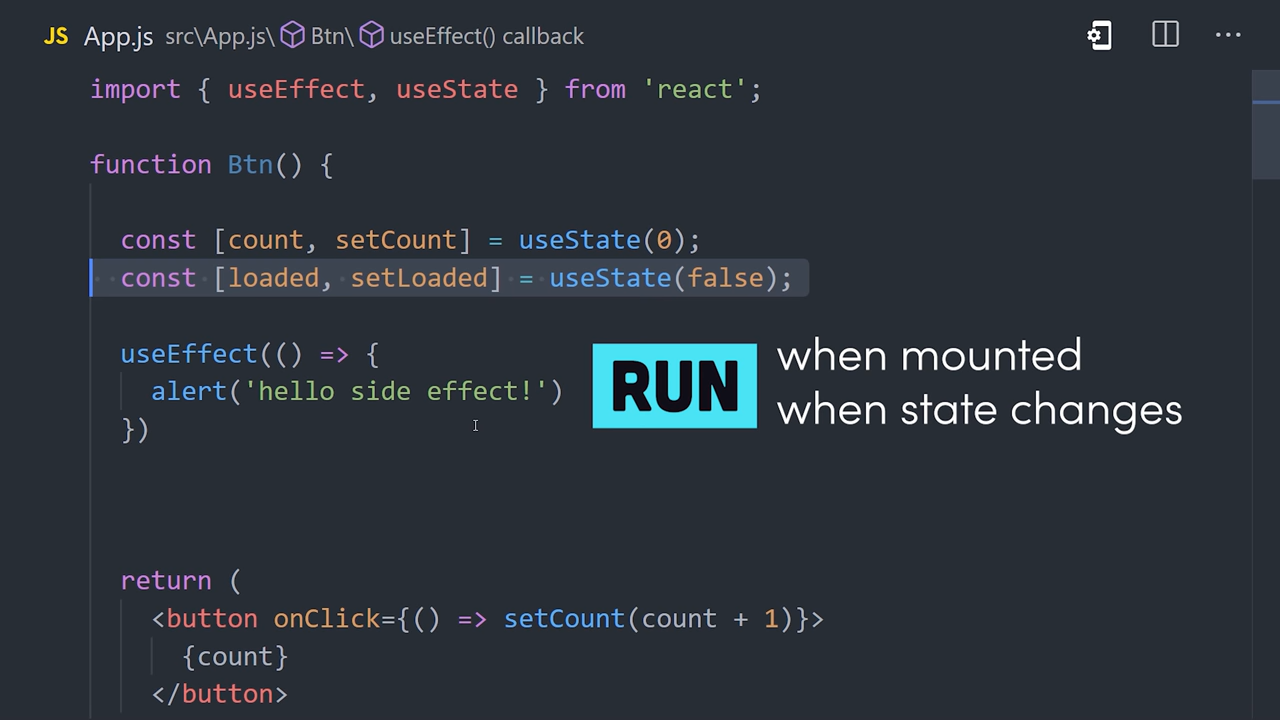 JS App.js src\App.js\ Btn\ useEffect() callback
import { useEffect, useState } from 'react';
function Btn() {
const [count, setCount] = useState(0);
const [loaded, setLoaded] = useState(false);
useEffect(() => {
alert('hello side effect!')
})
RUN
when mounted
when state changes
return (
<button onClick={() => setCount(count + 1)}>
{count}
</button>